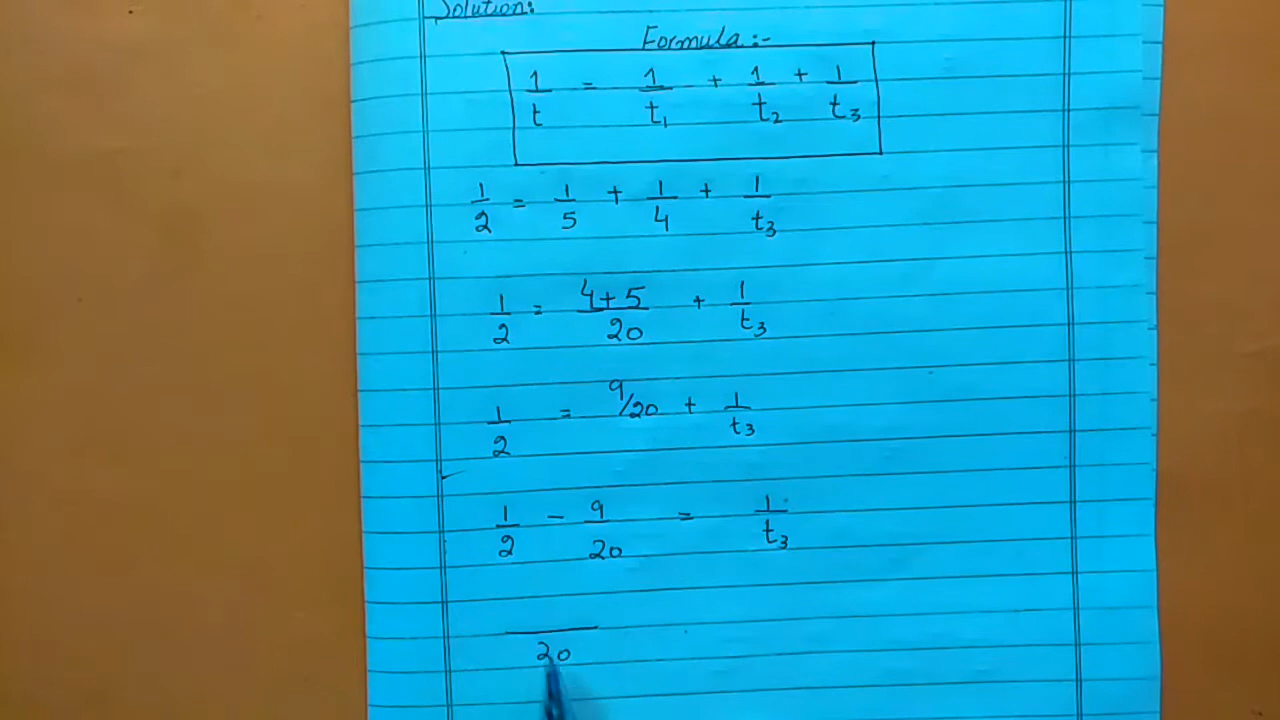 Solution:
Formula :-
1/t = 1/t₁ + 1/t₂ + 1/t₃
1/2 = 1/5 + 1/4 + 1/t₃
1/2 = 4+5/20 + 1/t₃
1/2 = 9/20 + 1/t₃
1/2 - 9/20 = 1/t₃
/20